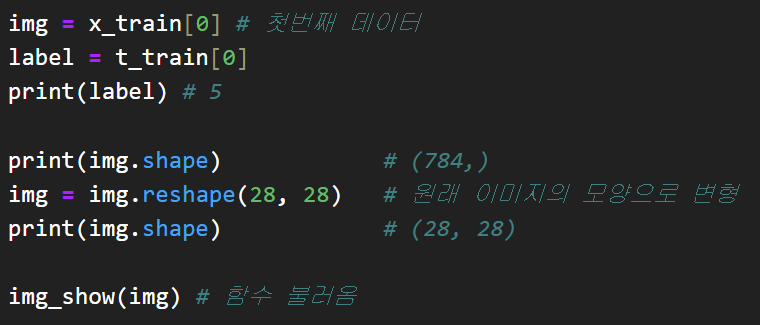 img = x_train[0] # 첫번째 데이터
label = t_train[0]
print(label) # 5
print(img.shape) # (784,)
img = img.reshape(28, 28) # 원래 이미지의 모양으로 변형
print(img.shape) # (28, 28)
img_show(img) # 함수 불러옴